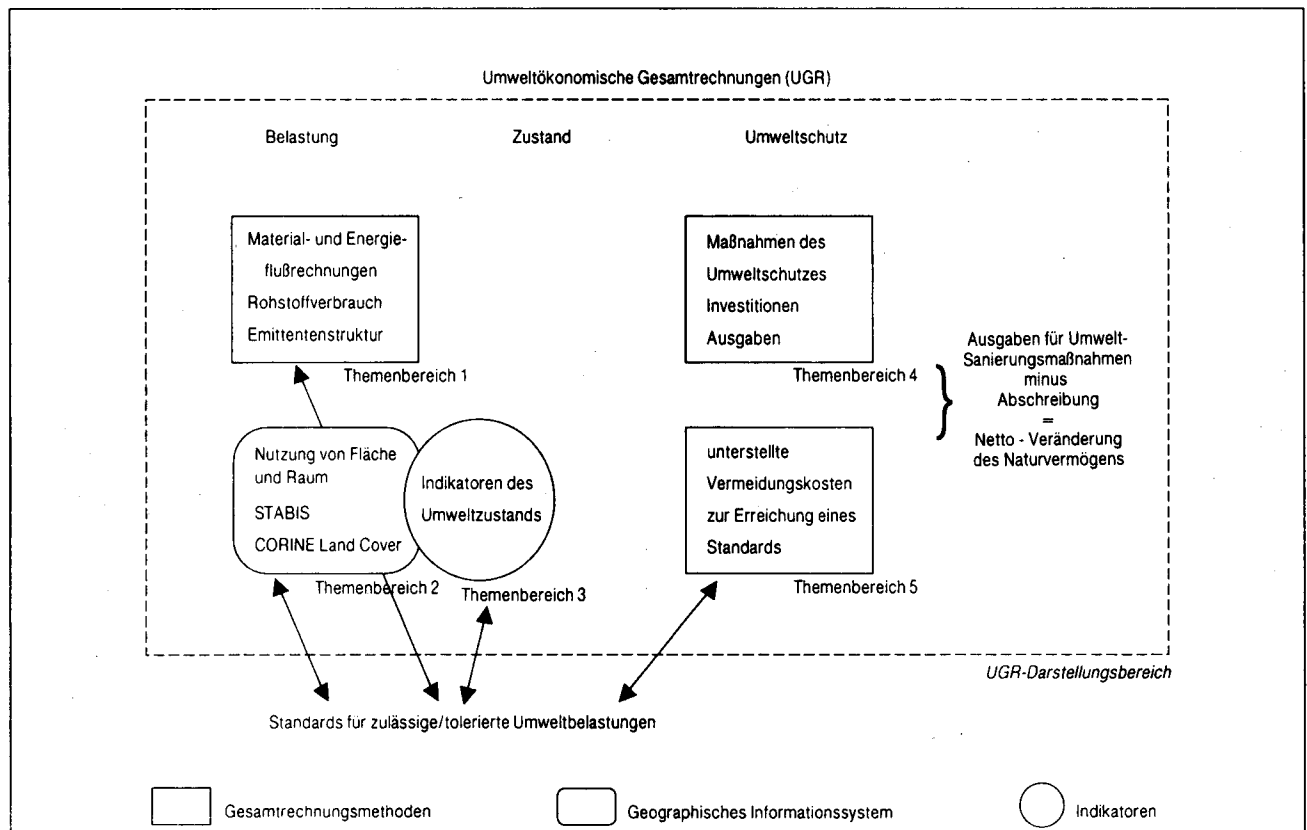 Umweltökonomische Gesamtrechnungen (UGR)
Belastung
Zustand
Umweltschutz
Material- und Energie-
flußrechnungen
Rohstoffverbrauch
Emittentenstruktur
Themenbereich 1
Maßnahmen des
Umweltschutzes
Investitionen
Ausgaben
Themenbereich 4
Ausgaben für Umwelt-
Sanierungsmaßnahmen
minus
Abschreibung
=
Netto - Veränderung
des Naturvermögens
Nutzung von Fläche
und Raum
STABIS
CORINE Land Cover
Themenbereich 2
Indikatoren des
Umweltzustands
Themenbereich 3
unterstellte
Vermeidungskosten
zur Erreichung eines
Standards
Themenbereich 5
UGR-Darstellungsbereich
Standards für zulässige/tolerierte Umweltbelastungen
Gesamtrechnungsmethoden
Geographisches Informationssystem
Indikatoren